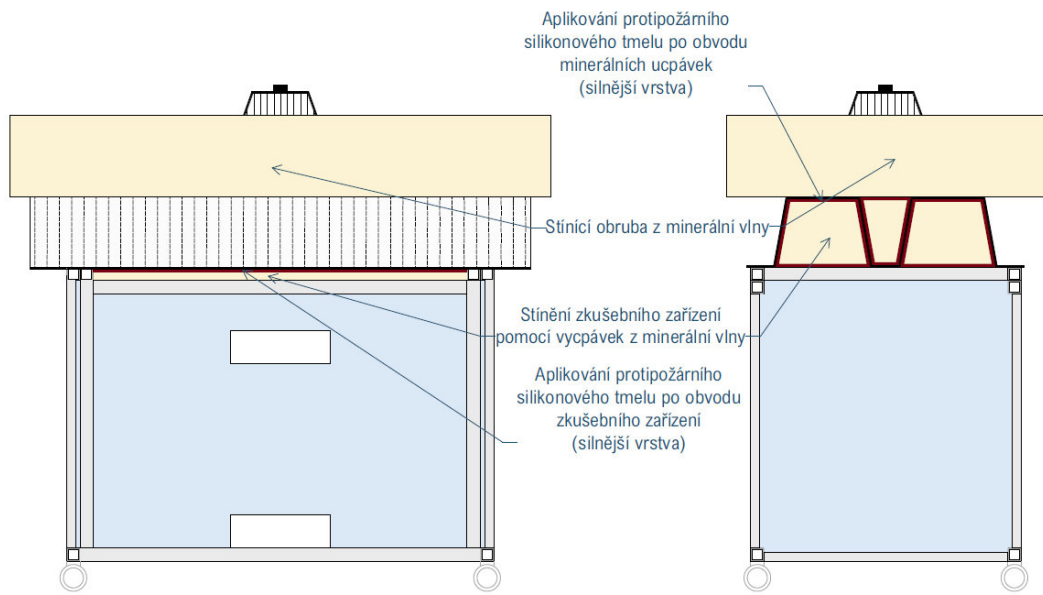 Aplikování protipožárního
silikonového tmelu po obvodu
minerálních ucpávek
(silnější vrstva)
Stínící obruba z minerální vlny
Stínění zkušebního zařízení
pomocí vycpávek z minerální vlny
Aplikování protipožárního
silikonového tmelu po obvodu
zkušebního zařízení
(silnější vrstva)